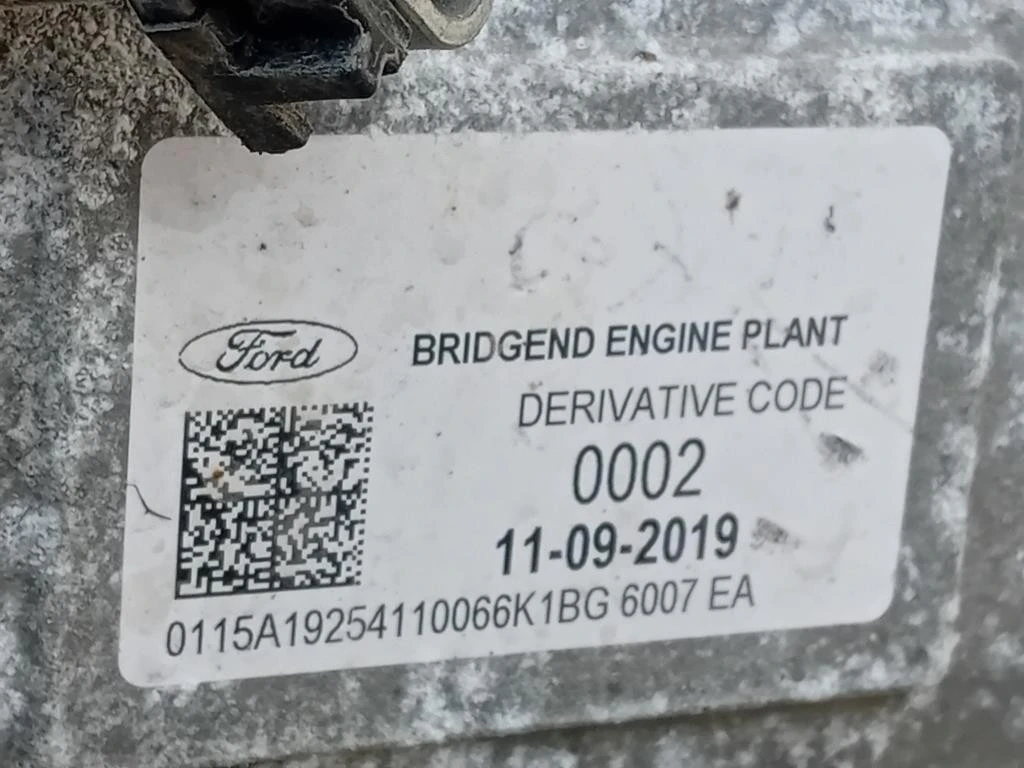 Ford
BRIDGEND ENGINE PLANT
DERIVATIVE CODE
0002
11-09-2019
0115A19254110066K1BG 6007 EA